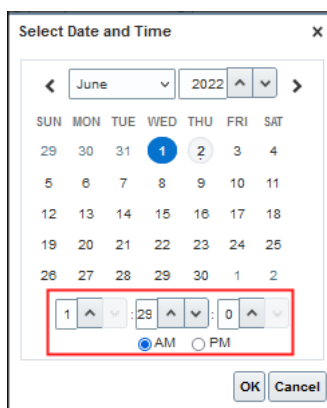 Select Date and Time ×
June 2022
SUN MON TUE WED THU FRI SAT
29 30 31 1 2 3 4
5 6 7 8 9 10 11
12 13 14 15 16 17 18
19 20 21 22 23 24 25
26 27 28 29 30 1 2
1 : 29 : 0
AM PM
OK Cancel